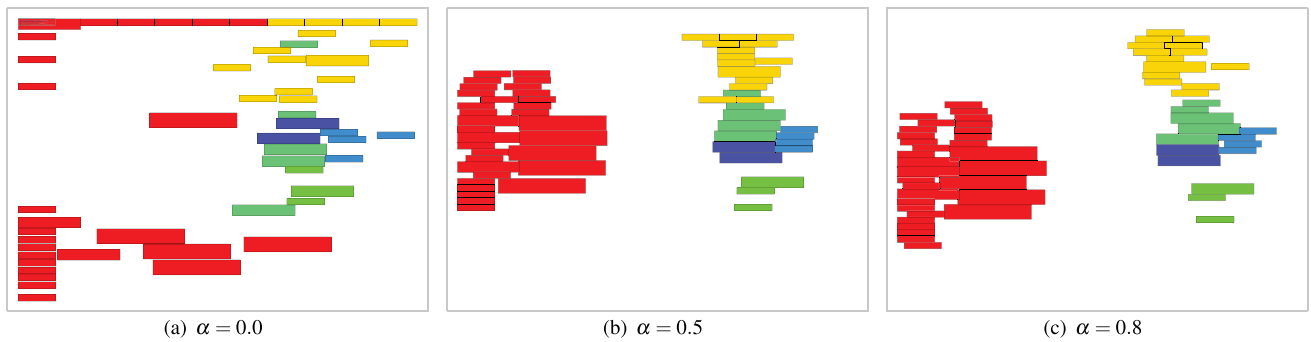 (a) α = 0.0
(b) α = 0.5
(c) α = 0.8